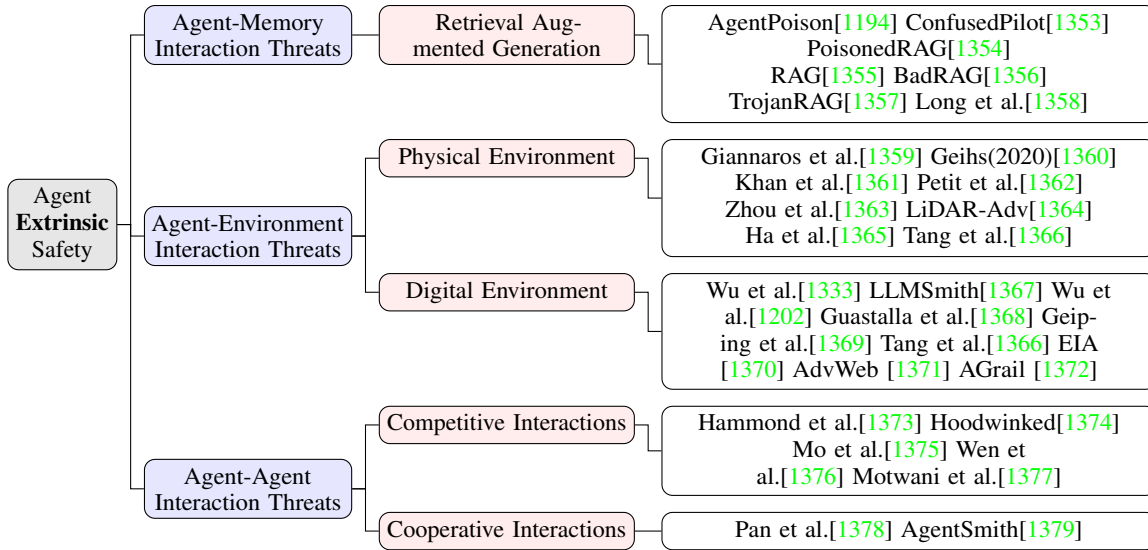 Agent
Extrinsic
Safety
Agent-Memory
Interaction Threats
Retrieval Aug-
mented Generation
AgentPoison[1194] ConfusedPilot[1353]
PoisonedRAG[1354]
RAG[1355] BadRAG[1356]
TrojanRAG[1357] Long et al.[1358]
Agent-Environment
Interaction Threats
Physical Environment
Giannaros et al.[1359] Geihs(2020)[1360]
Khan et al.[1361] Petit et al.[1362]
Zhou et al.[1363] LiDAR-Adv[1364]
Ha et al.[1365] Tang et al.[1366]
Digital Environment
Wu et al.[1333] LLMSmith[1367] Wu et
al.[1202] Guastalla et al.[1368] Geip-
ing et al.[1369] Tang et al.[1366] EIA
[1370] AdvWeb [1371] AGrail [1372]
Agent-Agent
Interaction Threats
Competitive Interactions
Hammond et al.[1373] Hoodwinked[1374]
Mo et al.[1375] Wen et
al.[1376] Motwani et al.[1377]
Cooperative Interactions
Pan et al.[1378] AgentSmith[1379]